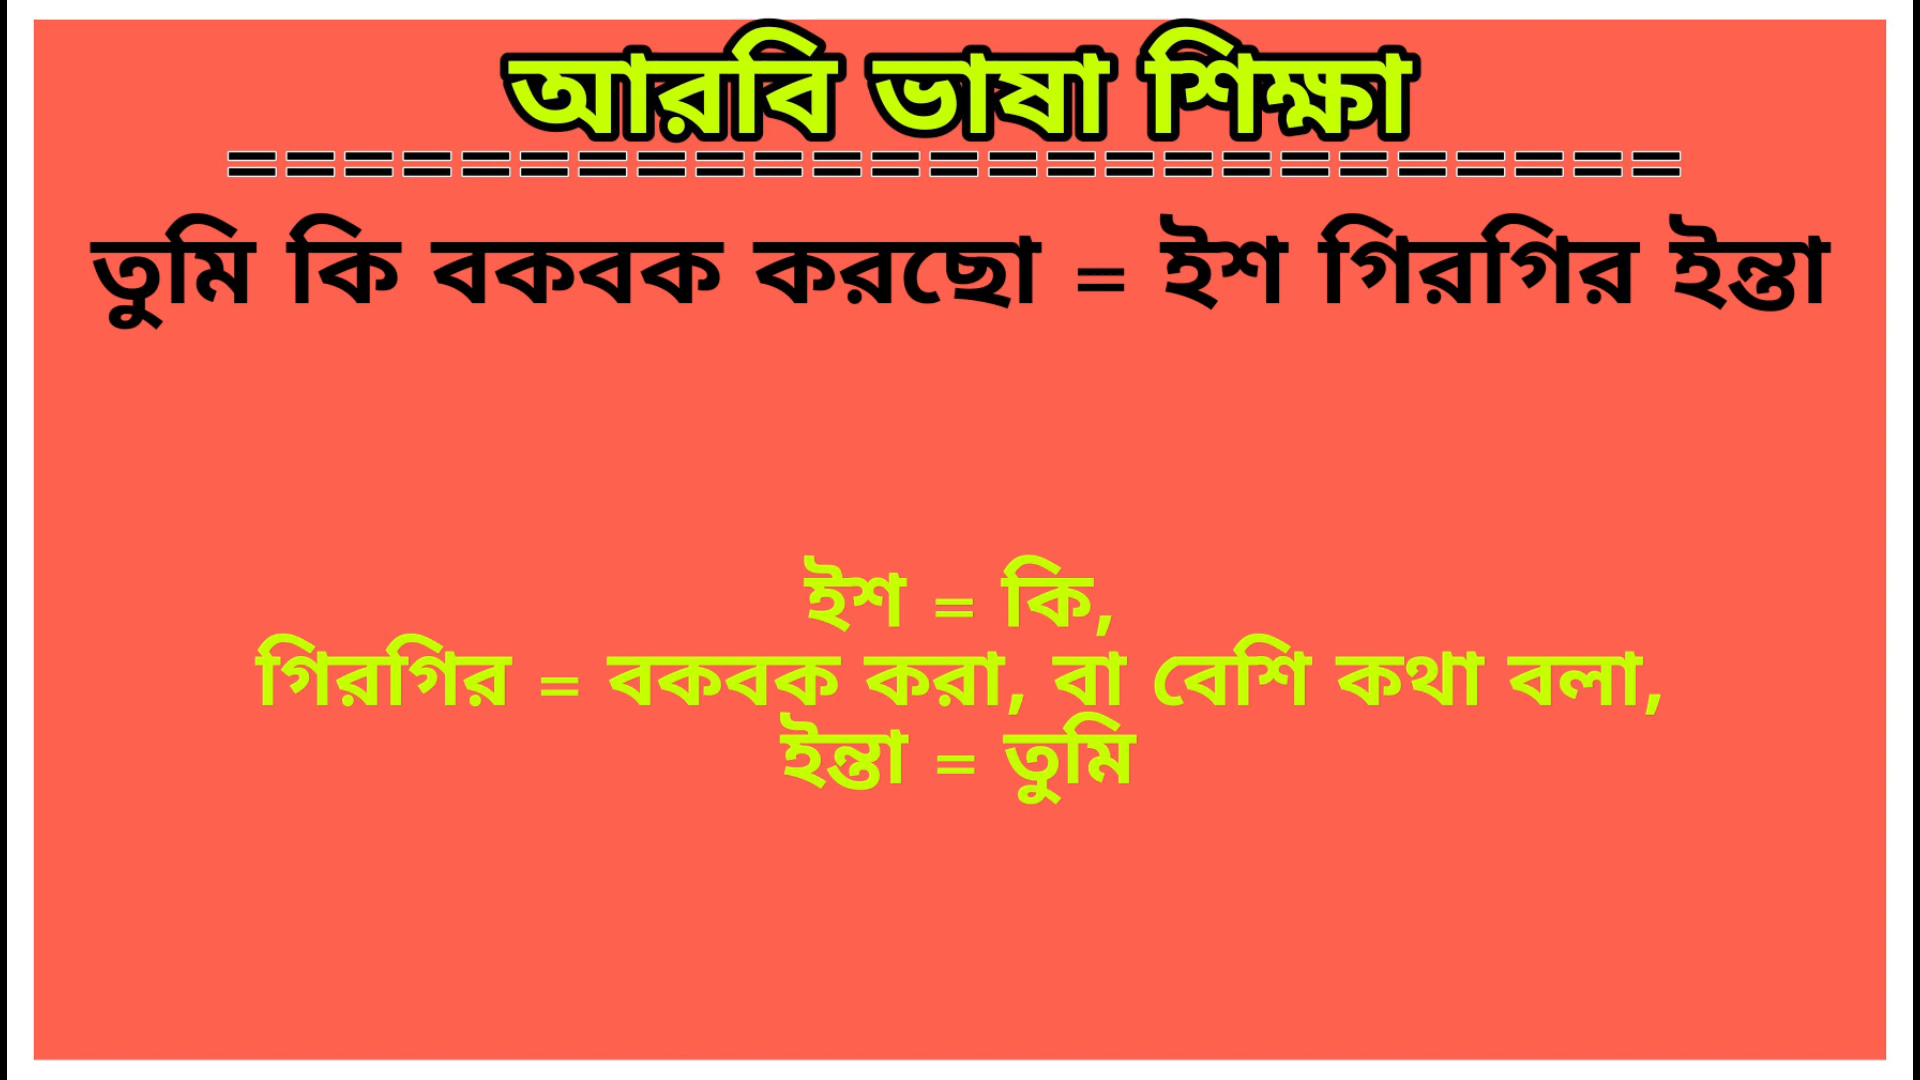 আরবি ভাষা শিক্ষা
=========================
তুমি কি বকবক করছো = ইশ গিরগির ইন্তা
ইশ = কি,
গিরগির = বকবক করা, বা বেশি কথা বলা,
ইন্তা = তুমি